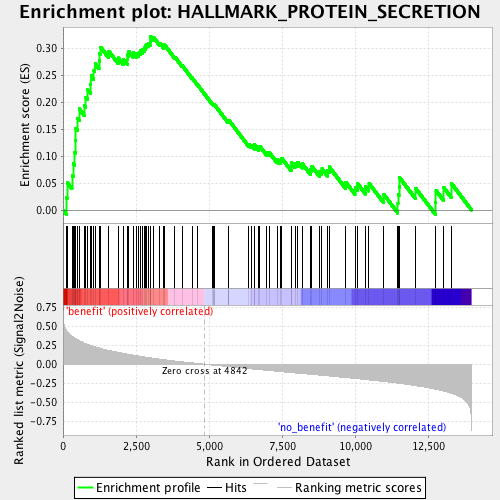 Enrichment plot: HALLMARK_PROTEIN_SECRETION
Enrichment score (ES)
0.30
0.25
0.20
0.15
0.10
0.05
0.00
Ranked list metric (Signal2Noise)
'benefit' (positively correlated)
0.75
0.50
0.25
0.00
-0.25
-0.50
-0.75
Zero cross at 4842
'no_benefit' (negatively correlated)
0
2,500
5,000
7,500
10,000
12,500
Rank in Ordered Dataset
Enrichment profile
Hits
Ranking metric scores